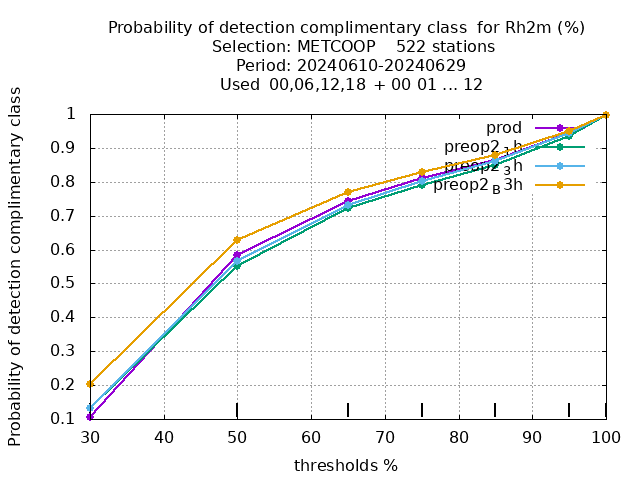 Probability of detection complimentary class for Rh2m (%)
Selection: METCOOP 522 stations
Period: 20240610-20240629
Used 00,06,12,18 + 00 01 ... 12
Probability of detection complimentary class
1
0.9
0.8
0.7
0.6
0.5
0.4
0.3
0.2
0.1
prod
preop2 1h
preop2 3h
preop2 B 3h
30 40 50 60 70 80 90 100
thresholds %